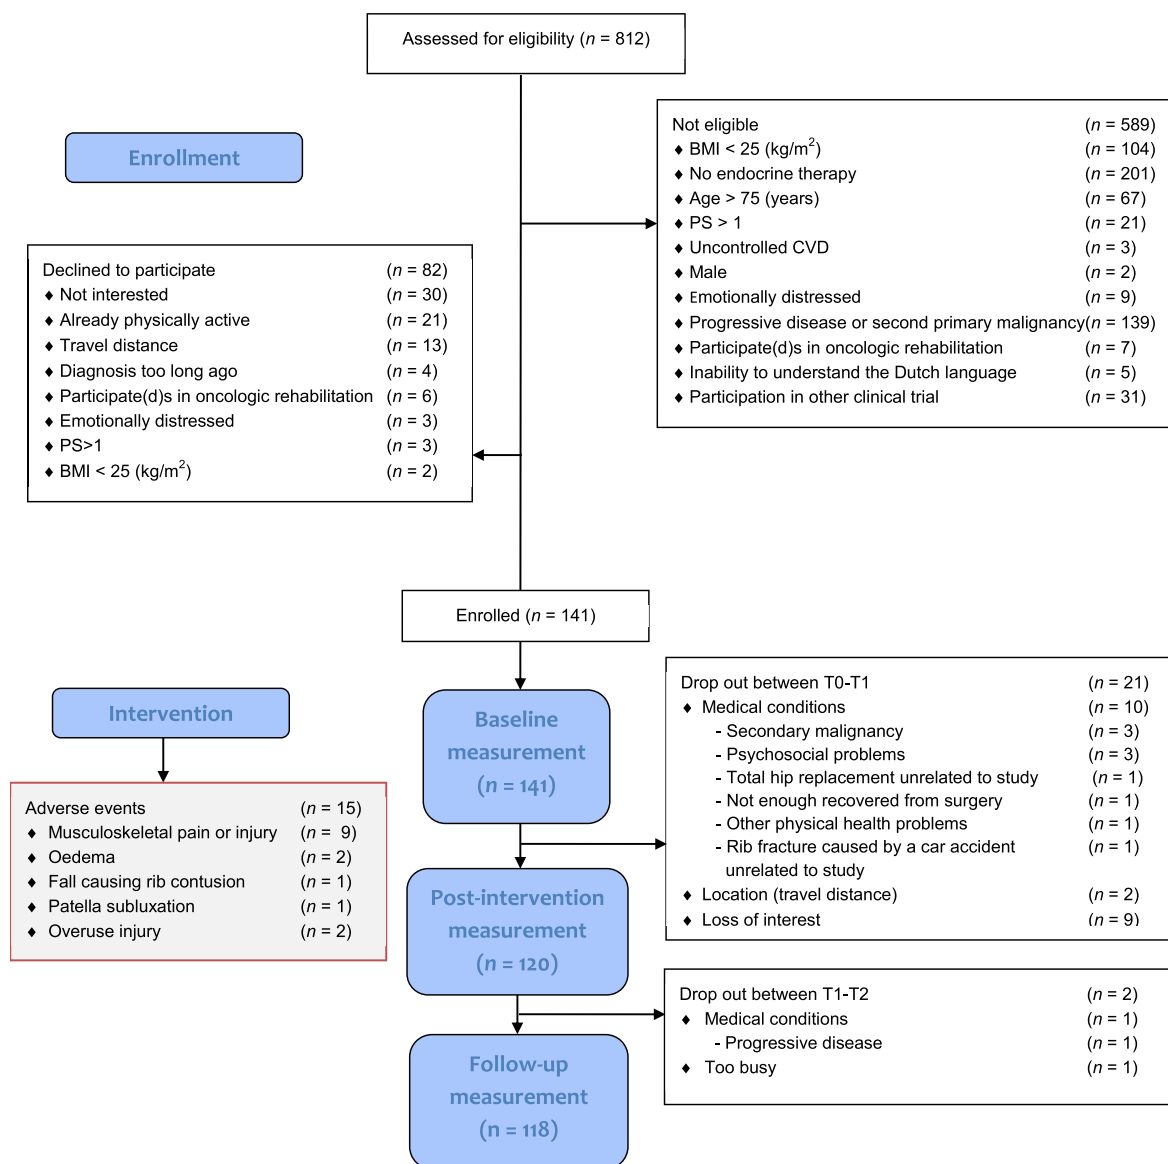 Assessed for eligibility (n = 812)
Not eligible (n = 589)
♦ BMI < 25 (kg/m²) (n = 104)
♦ No endocrine therapy (n = 201)
♦ Age > 75 (years) (n = 67)
♦ PS > 1 (n = 21)
♦ Uncontrolled CVD (n = 3)
♦ Male (n = 2)
♦ Emotionally distressed (n = 9)
♦ Progressive disease or second primary malignancy(n = 139)
♦ Participate(d)s in oncologic rehabilitation (n = 7)
♦ Inability to understand the Dutch language (n = 5)
♦ Participation in other clinical trial (n = 31)
Enrollment
Declined to participate (n = 82)
♦ Not interested (n = 30)
♦ Already physically active (n = 21)
♦ Travel distance (n = 13)
♦ Diagnosis too long ago (n = 4)
♦ Participate(d)s in oncologic rehabilitation (n = 6)
♦ Emotionally distressed (n = 3)
♦ PS>1 (n = 3)
♦ BMI < 25 (kg/m²) (n = 2)
Enrolled (n = 141)
Baseline
measurement
(n = 141)
Drop out between T0-T1 (n = 21)
♦ Medical conditions (n = 10)
- Secondary malignancy (n = 3)
- Psychosocial problems (n = 3)
- Total hip replacement unrelated to study (n = 1)
- Not enough recovered from surgery (n = 1)
- Other physical health problems (n = 1)
- Rib fracture caused by a car accident (n = 1)
unrelated to study
♦ Location (travel distance) (n = 2)
♦ Loss of interest (n = 9)
Intervention
Adverse events (n = 15)
♦ Musculoskeletal pain or injury (n = 9)
♦ Oedema (n = 2)
♦ Fall causing rib contusion (n = 1)
♦ Patella subluxation (n = 1)
♦ Overuse injury (n = 2)
Post-intervention
measurement
(n = 120)
Drop out between T1-T2 (n = 2)
♦ Medical conditions (n = 1)
- Progressive disease (n = 1)
♦ Too busy (n = 1)
Follow-up
measurement
(n = 118)